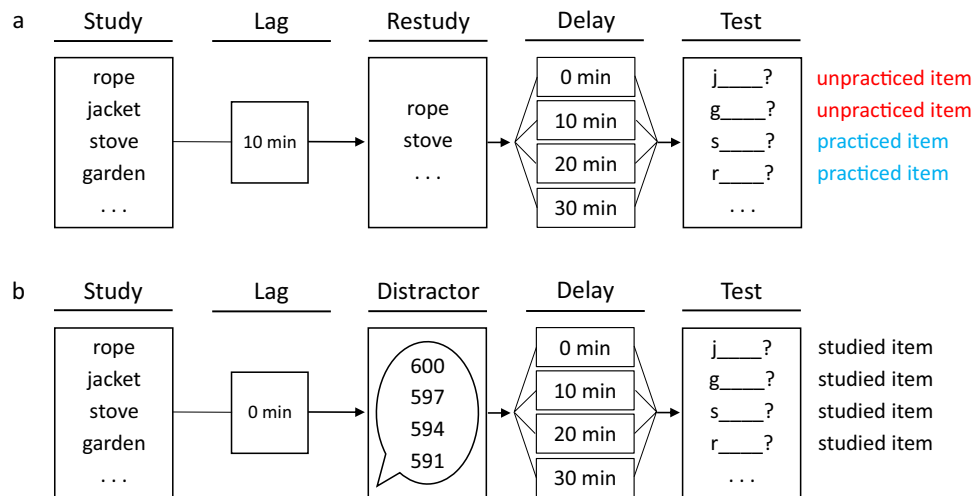 a Study Lag Restudy Delay Test
rope
jacket
stove
garden
. . .
10 min
rope
stove
. . .
0 min
10 min
20 min
30 min
j____? unpracticed item
g____? unpracticed item
s____? practiced item
r____? practiced item
. . .
b Study Lag Distractor Delay Test
rope
jacket
stove
garden
. . .
0 min
600
597
594
591
0 min
10 min
20 min
30 min
j____? studied item
g____? studied item
s____? studied item
r____? studied item
. . .